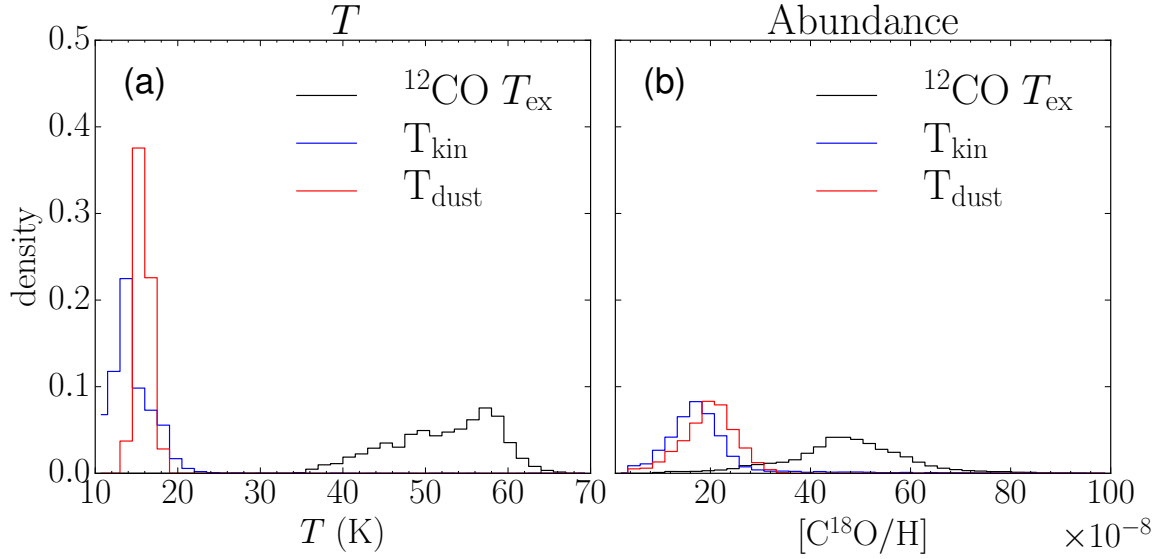 T
Abundance
0.5
0.4
0.3
0.2
0.1
0.0
density
(a)
¹²CO T_ex
T_kin
T_dust
10 20 30 40 50 60 70
T (K)
(b)
¹²CO T_ex
T_kin
T_dust
20 40 60 80 100
[C¹⁸O/H]
×10⁻⁸